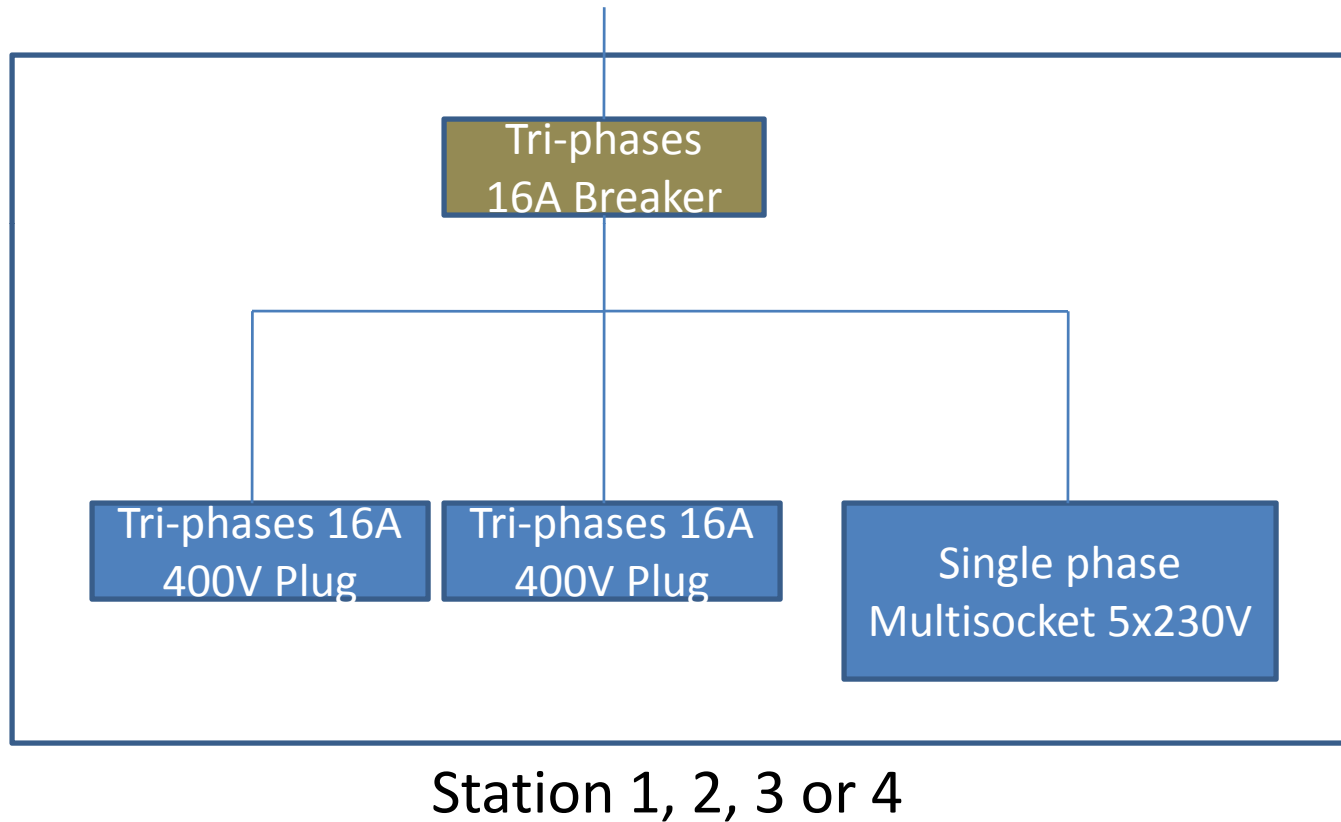 Tri-phases
16A Breaker
Tri-phases 16A
400V Plug
Tri-phases 16A
400V Plug
Single phase
Multisocket 5x230V
Station 1, 2, 3 or 4